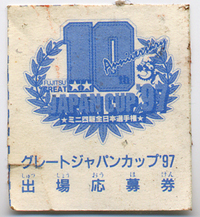 10th
Anniversary
FUJITSU
GREAT
JAPAN CUP '97
★ミニ四駆全日本選手権★
グレートジャパンカップ'97
しゅつ じょう おう ぼ けん
出場応募券